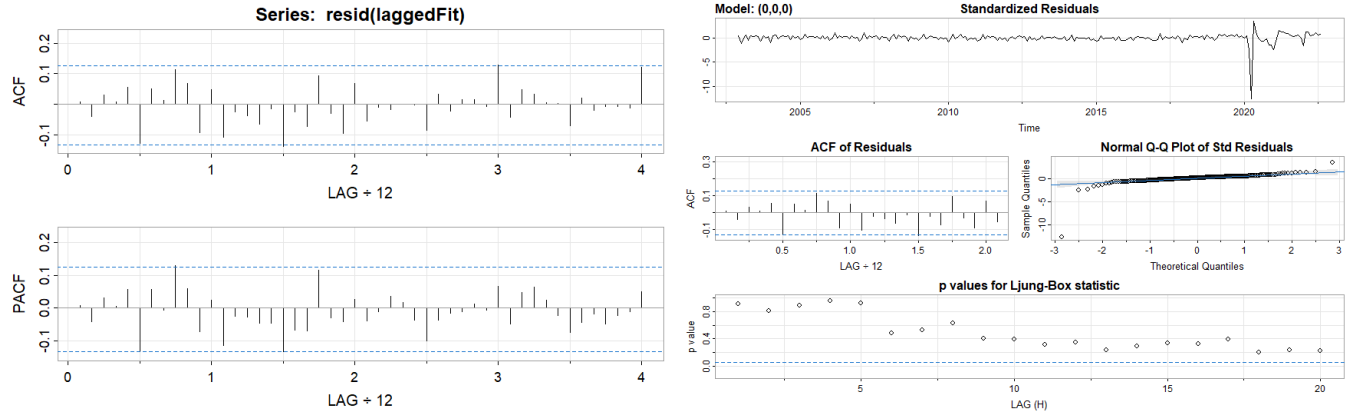 Series: resid(laggedFit)
ACF
0.2
0.1
-0.1
0 1 2 3 4
LAG ÷ 12
PACF
0.2
0.1
0.0
-0.1
0 1 2 3 4
LAG ÷ 12
Model: (0,0,0) Standardized Residuals
0
-5
-10
2005 2010 2015 2020
Time
ACF of Residuals
ACF
0.3
0.1
-0.1
0.5 1.0 1.5 2.0
LAG ÷ 12
Normal Q-Q Plot of Std Residuals
Sample Quantiles
0
-5
-10
-3 -2 -1 0 1 2 3
Theoretical Quantiles
p values for Ljung-Box statistic
p value
0.8
0.4
0.0
5 10 15 20
LAG (H)